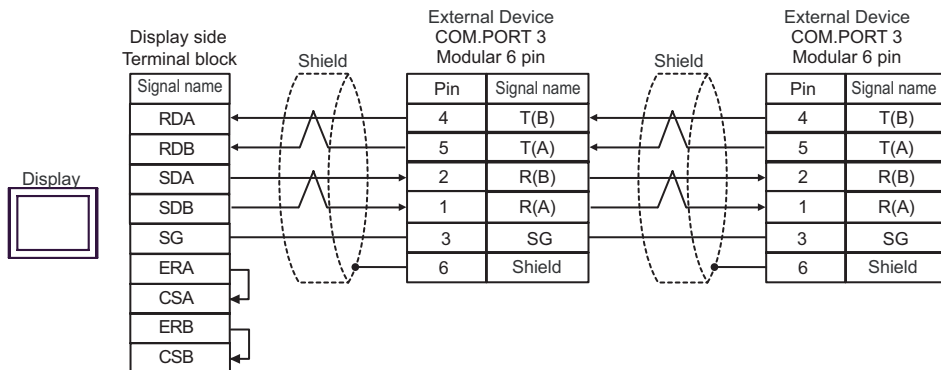 Display
Display side
Terminal block
Signal name
RDA
RDB
SDA
SDB
SG
ERA
CSA
ERB
CSB
Shield
External Device
COM.PORT 3
Modular 6 pin
Pin Signal name
4 T(B)
5 T(A)
2 R(B)
1 R(A)
3 SG
6 Shield
Shield
External Device
COM.PORT 3
Modular 6 pin
Pin Signal name
4 T(B)
5 T(A)
2 R(B)
1 R(A)
3 SG
6 Shield